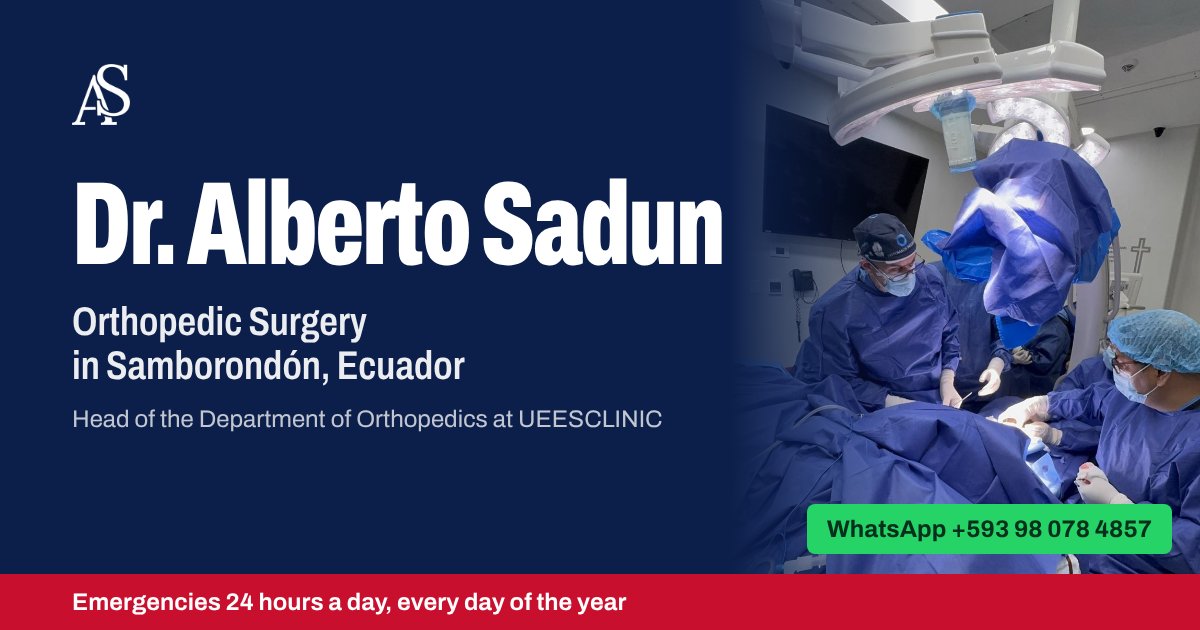 AS
Dr. Alberto Sadun
Orthopedic Surgery
in Samborondón, Ecuador
Head of the Department of Orthopedics at UEESCLINIC
WhatsApp +593 98 078 4857
Emergencies 24 hours a day, every day of the year